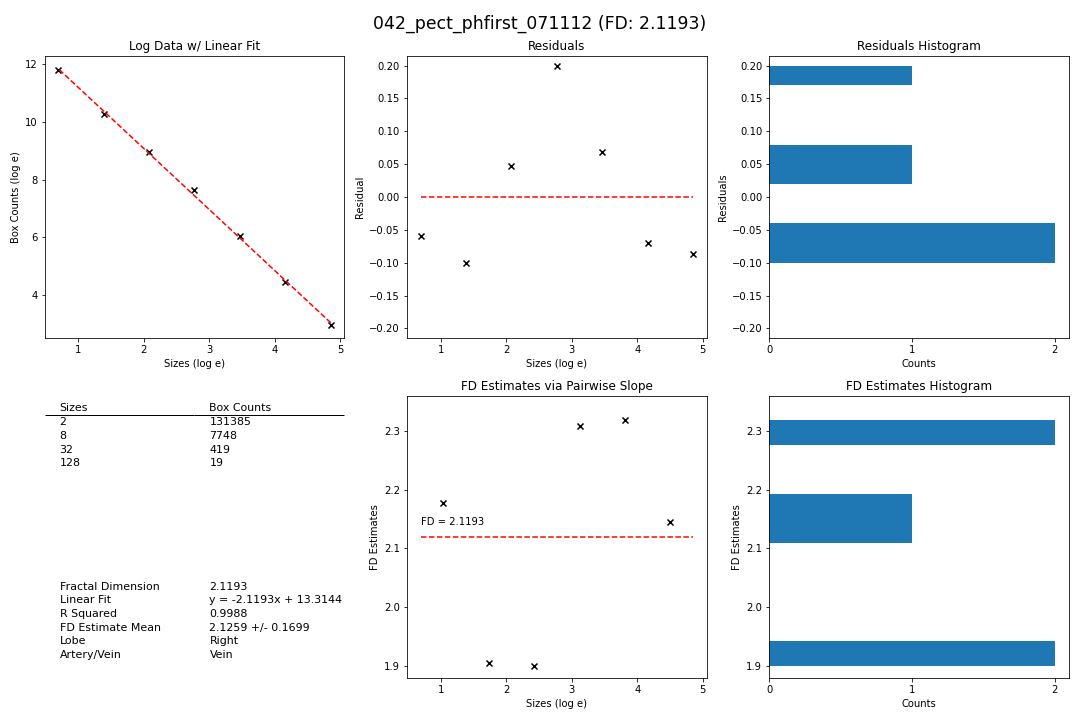 042_pect_phfirst_071112 (FD: 2.1193)
Log Data w/ Linear Fit
12
10
8
6
4
Box Counts (log e)
1 2 3 4 5
Sizes (log e)
Residuals
0.20
0.15
0.10
0.05
0.00
−0.05
−0.10
−0.15
−0.20
Residual
1 2 3 4 5
Sizes (log e)
Residuals Histogram
0.20
0.15
0.10
0.05
0.00
−0.05
−0.10
−0.15
−0.20
Residuals
0 1 2
Counts
Sizes Box Counts
2 131385
8 7748
32 419
128 19
Fractal Dimension 2.1193
Linear Fit y = -2.1193x + 13.3144
R Squared 0.9988
FD Estimate Mean 2.1259 +/- 0.1699
Lobe Right
Artery/Vein Vein
FD Estimates via Pairwise Slope
2.3
2.2
2.1
2.0
1.9
FD Estimates
FD = 2.1193
1 2 3 4 5
Sizes (log e)
FD Estimates Histogram
2.3
2.2
2.1
2.0
1.9
FD Estimates
0 1 2
Counts